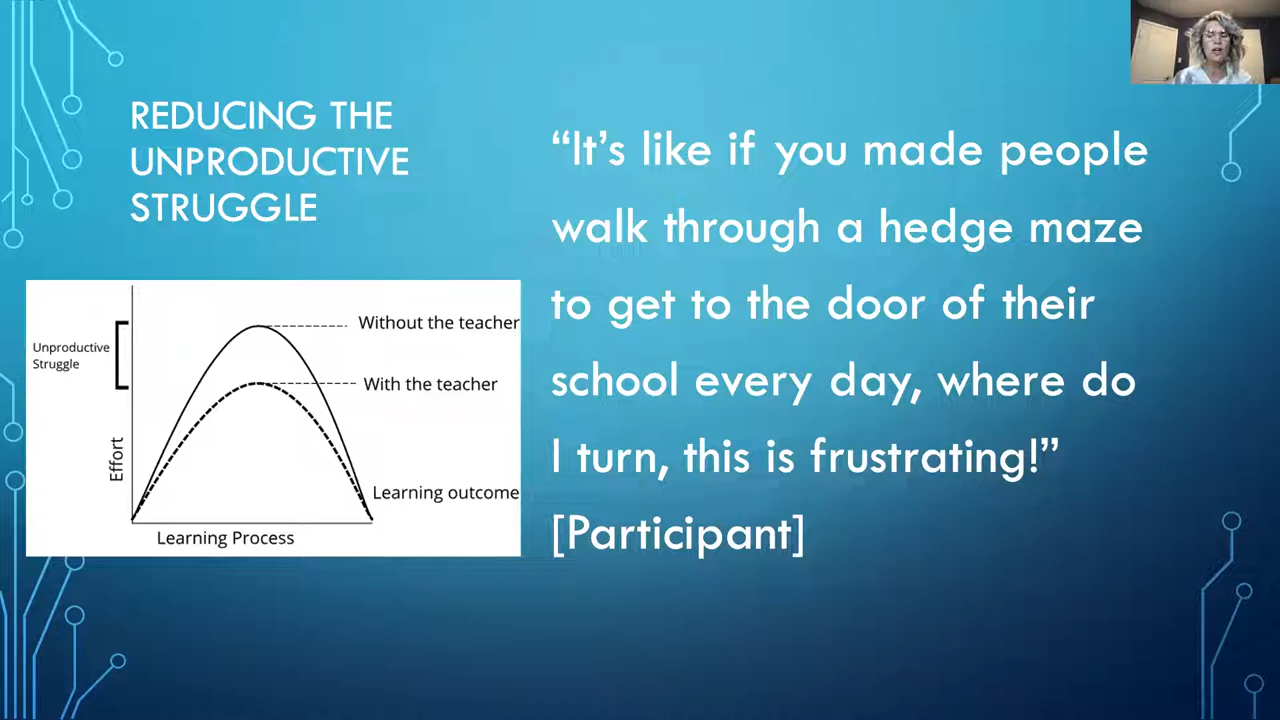 REDUCING THE
UNPRODUCTIVE
STRUGGLE
Without the teacher
Unproductive
Struggle
With the teacher
Effort
Learning outcome
Learning Process
“It’s like if you made people
walk through a hedge maze
to get to the door of their
school every day, where do
I turn, this is frustrating!”
[Participant]